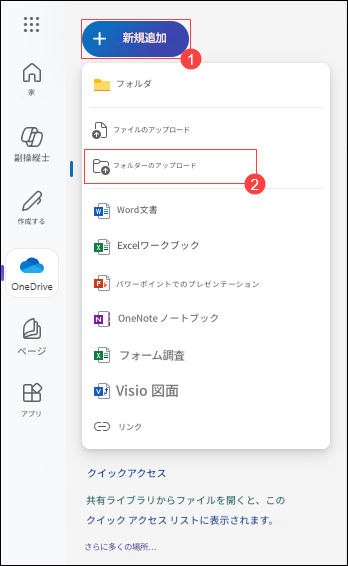 新規追加
1
フォルダ
ファイルのアップロード
フォルダーのアップロード
2
Word文書
Excelワークブック
パワーポイントでのプレゼンテーション
OneNote ノートブック
フォーム調査
Visio 図面
リンク
家
副操縦士
作成する
OneDrive
ページ
アプリ
クイックアクセス
共有ライブラリからファイルを開くと、この
クイック アクセス リストに表示されます。
さらに多くの場所...